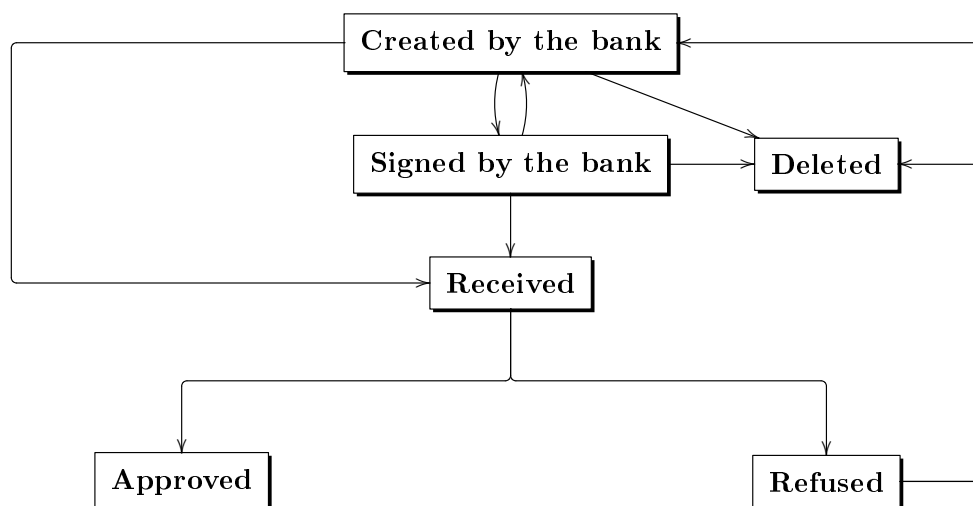 Created by the bank
Signed by the bank
Deleted
Received
Approved
Refused